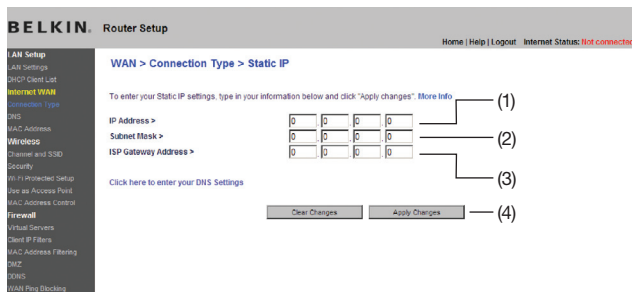 BELKIN. Router Setup
Home | Help | Logout Internet Status: Not connected
LAN Setup
LAN Settings
DHCP Client List
Internet WAN
Connection Type
DNS
MAC Address
Wireless
Channel and SSID
Security
Wi-Fi Protected Setup
Use as Access Point
MAC Address Control
Firewall
Virtual Servers
Client IP Filters
MAC Address Filtering
DMZ
DDNS
WAN Ping Blocking
WAN > Connection Type > Static IP
To enter your Static IP settings, type in your information below and click "Apply changes". More Info
IP Address > 0 . 0 . 0 . 0 (1)
Subnet Mask > 0 . 0 . 0 . 0 (2)
ISP Gateway Address > 0 . 0 . 0 . 0 (3)
Click here to enter your DNS Settings
Clear Changes Apply Changes (4)